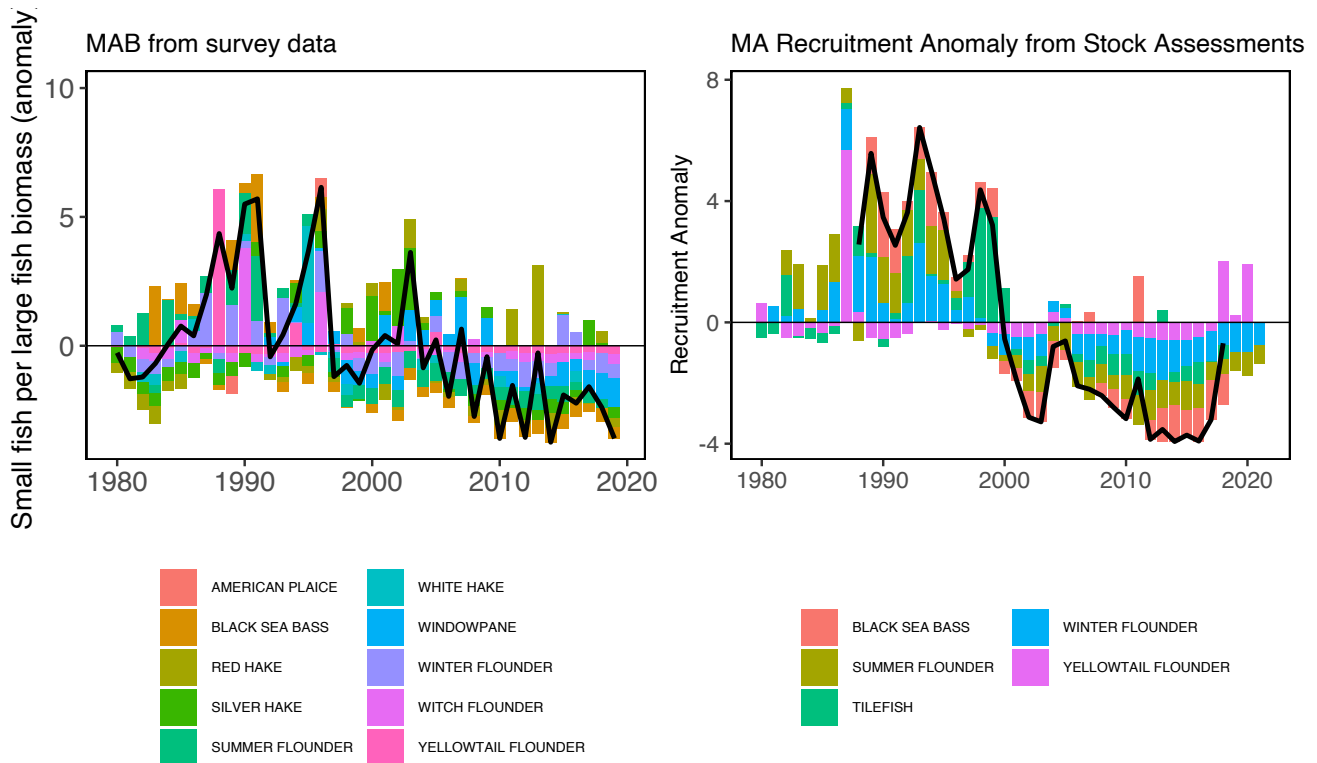 MAB from survey data
Small fish per large fish biomass (anomaly)
10
5
0
1980
1990
2000
2010
2020
AMERICAN PLAICE
BLACK SEA BASS
RED HAKE
SILVER HAKE
SUMMER FLOUNDER
WHITE HAKE
WINDOWPANE
WINTER FLOUNDER
WITCH FLOUNDER
YELLOWTAIL FLOUNDER
MA Recruitment Anomaly from Stock Assessments
Recruitment Anomaly
8
4
0
-4
1980
1990
2000
2010
2020
BLACK SEA BASS
SUMMER FLOUNDER
TILEFISH
WINTER FLOUNDER
YELLOWTAIL FLOUNDER